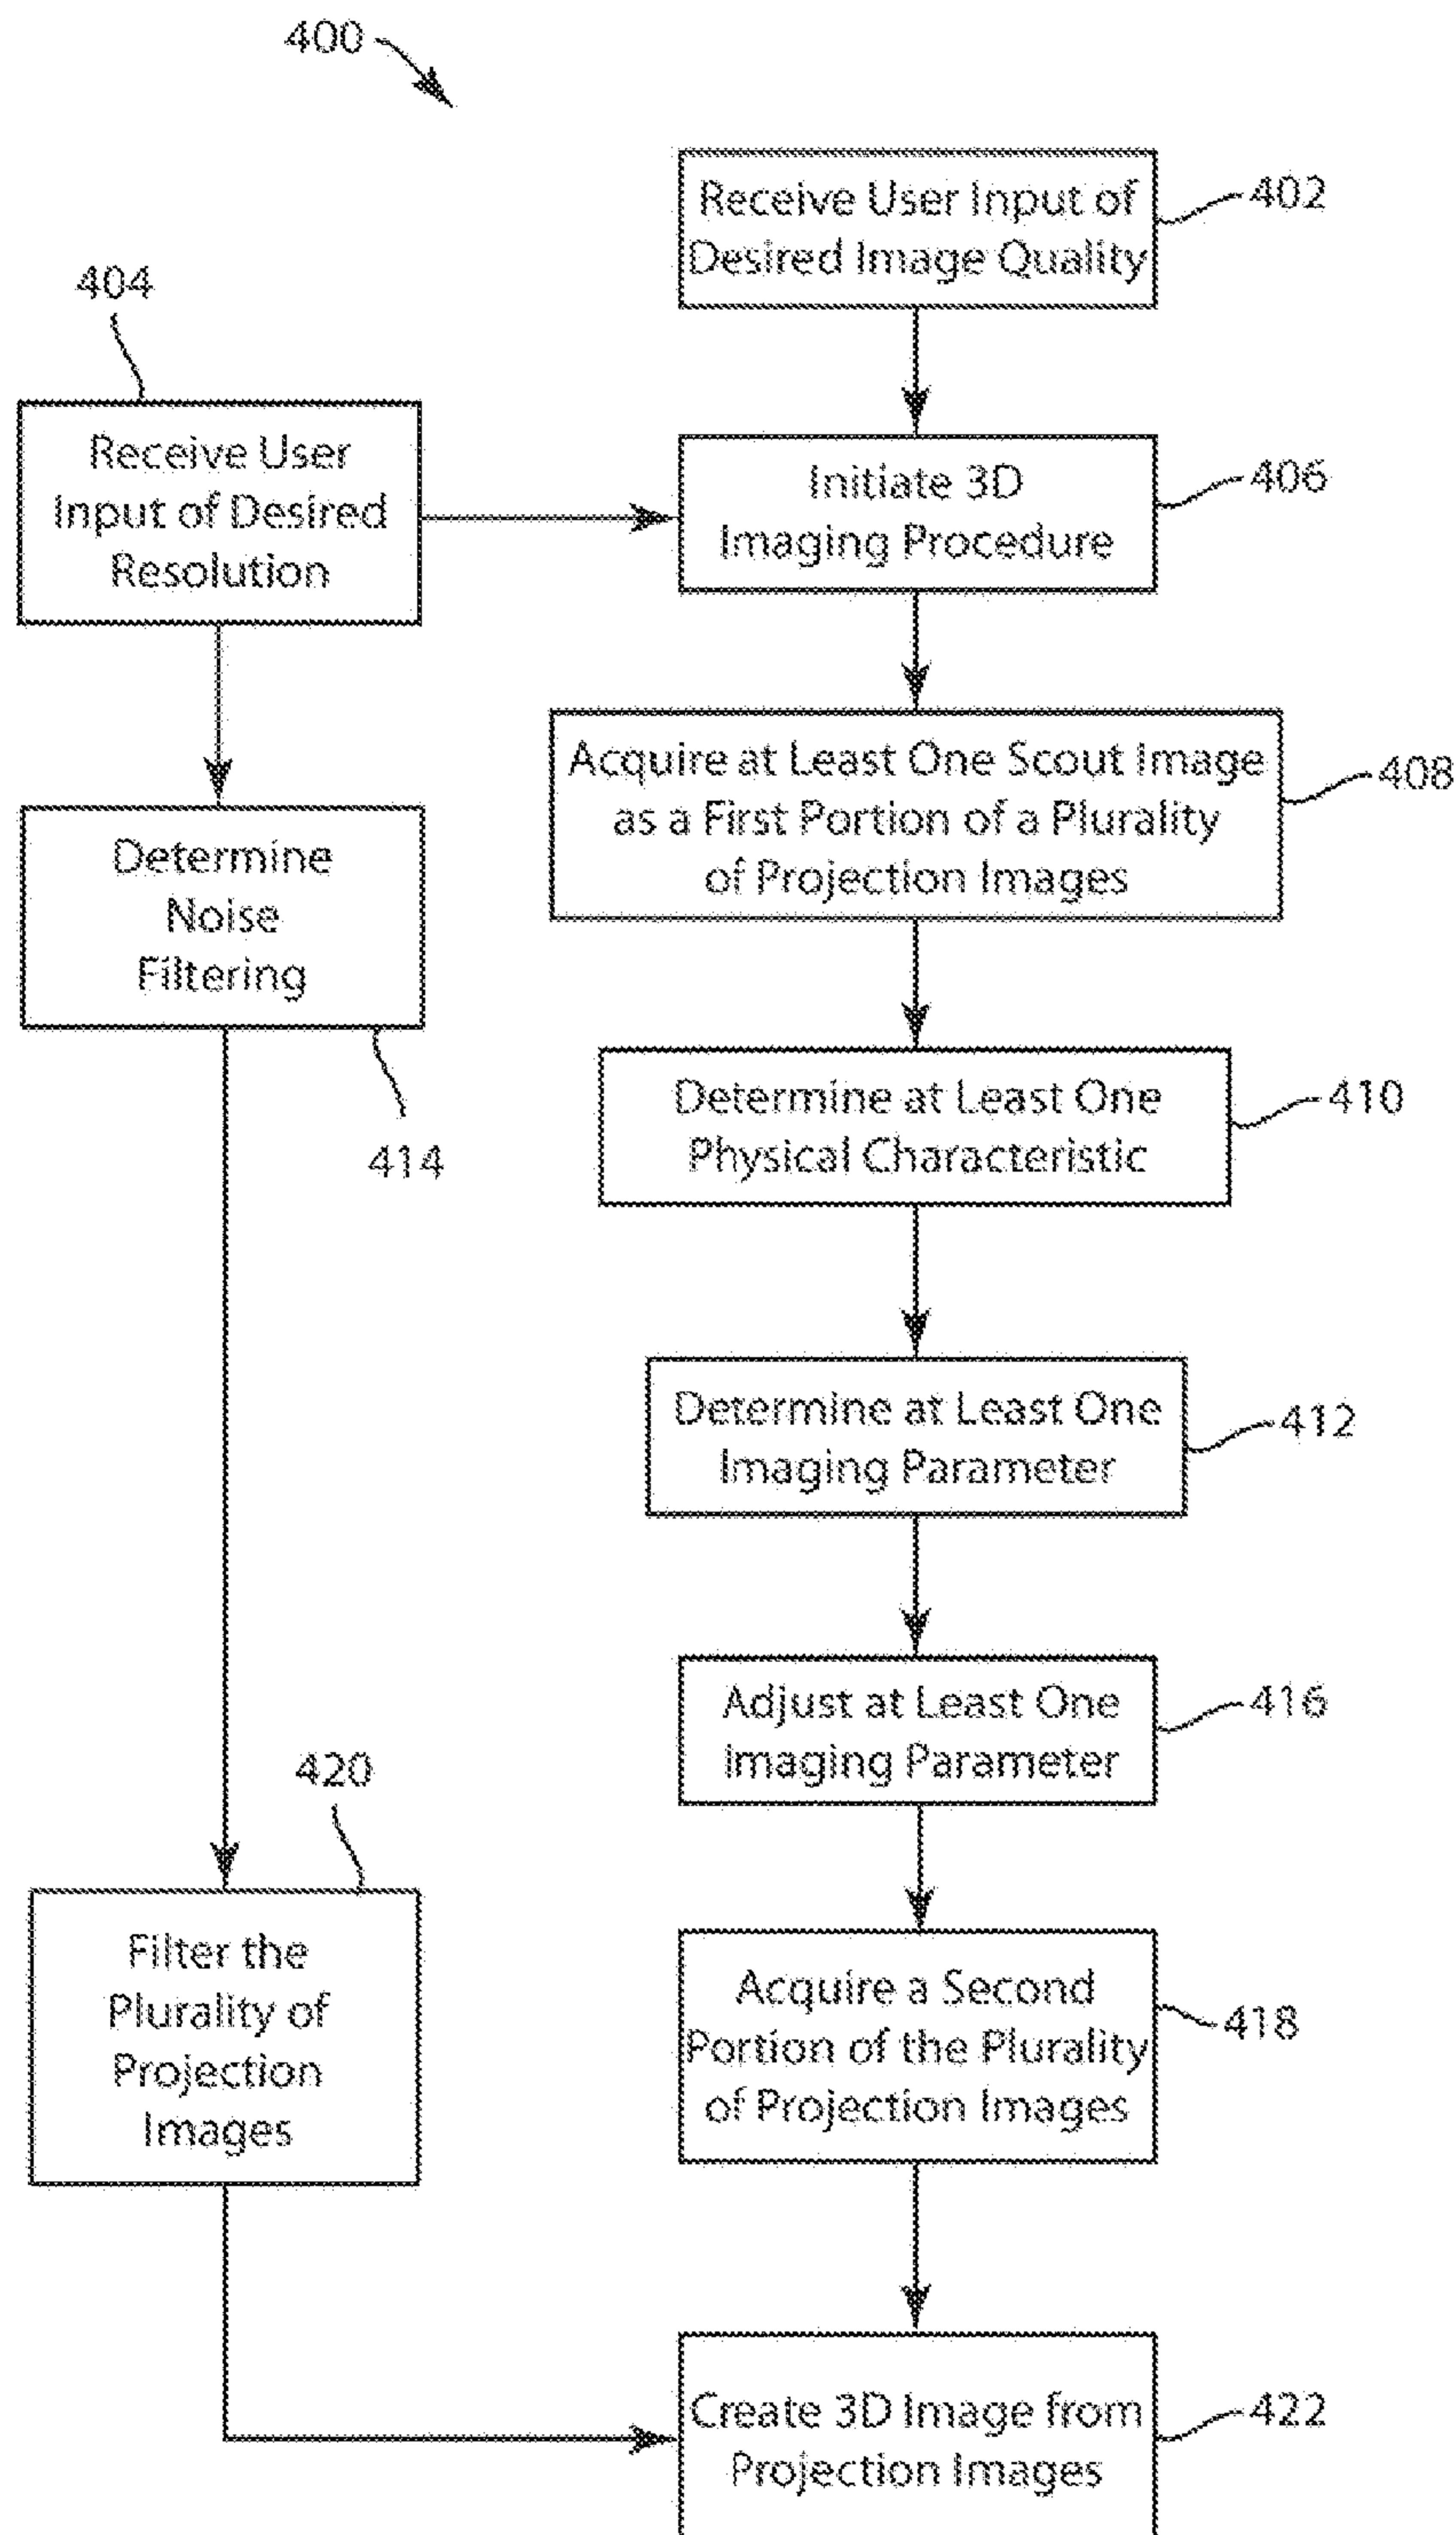 400
Receive User Input of
Desired Image Quality
402
404
Receive User
Input of Desired
Resolution
Initiate 3D
Imaging Procedure
406
Acquire at Least One Scout Image
as a First Portion of a Plurality
of Projection Images
408
Determine
Noise
Filtering
414
Determine at Least One
Physical Characteristic
410
Determine at Least One
Imaging Parameter
412
Adjust at Least One
Imaging Parameter
416
420
Filter the
Plurality of
Projection
Images
Acquire a Second
Portion of the Plurality
of Projection Images
418
Create 3D Image from
Projection Images
422